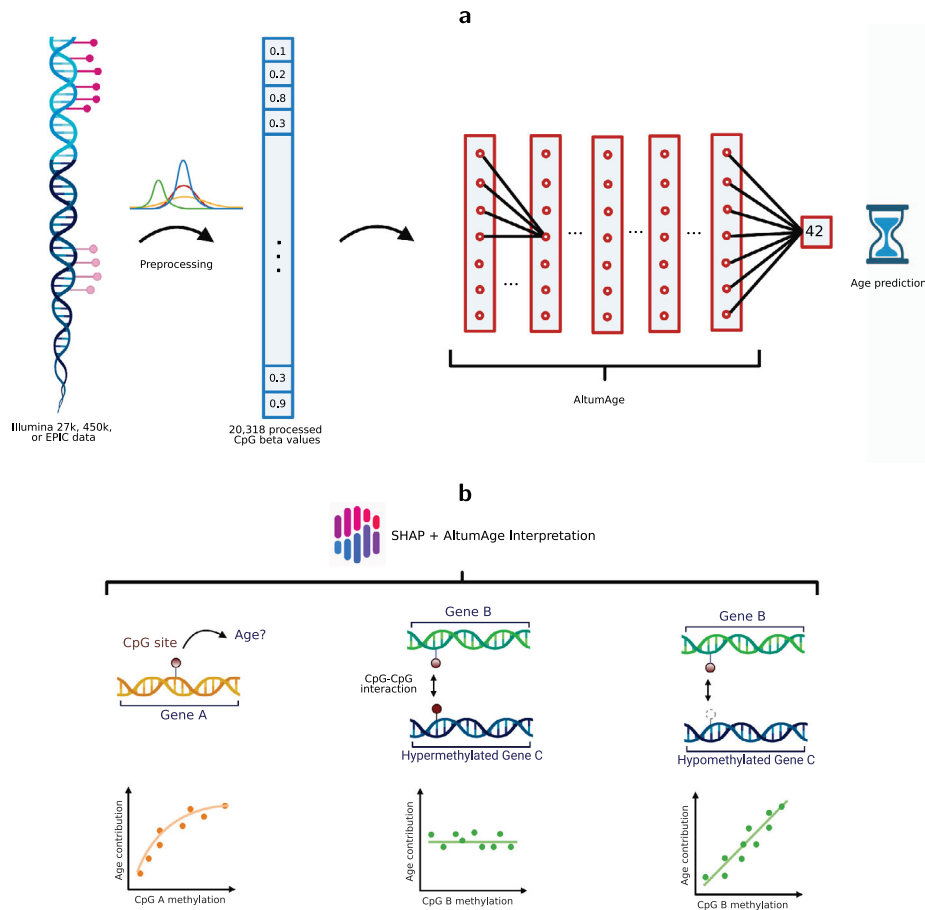 a
0.1
0.2
0.8
0.3
Preprocessing
...
0.3
0.9
Illumina 27k, 450k,
or EPIC data
20,318 processed
CpG beta values
...
...
...
...
42
Age prediction
AltumAge
b
SHAP + AltumAge Interpretation
CpG site
Age?
Gene A
Gene B
CpG-CpG
interaction
Hypermethylated Gene C
Gene B
Hypomethylated Gene C
Age contribution
CpG A methylation
Age contribution
CpG B methylation
Age contribution
CpG B methylation